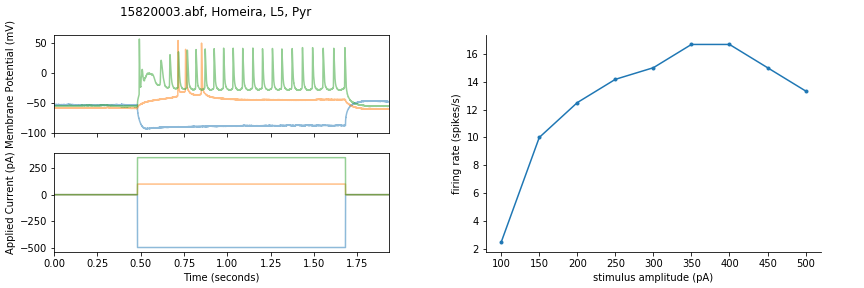 15820003.abf, Homeira, L5, Pyr
Membrane Potential (mV)
50
0
−50
−100
Applied Current (pA)
250
0
−250
−500
0.00 0.25 0.50 0.75 1.00 1.25 1.50 1.75
Time (seconds)
firing rate (spikes/s)
16
14
12
10
8
6
4
2
100 150 200 250 300 350 400 450 500
stimulus amplitude (pA)